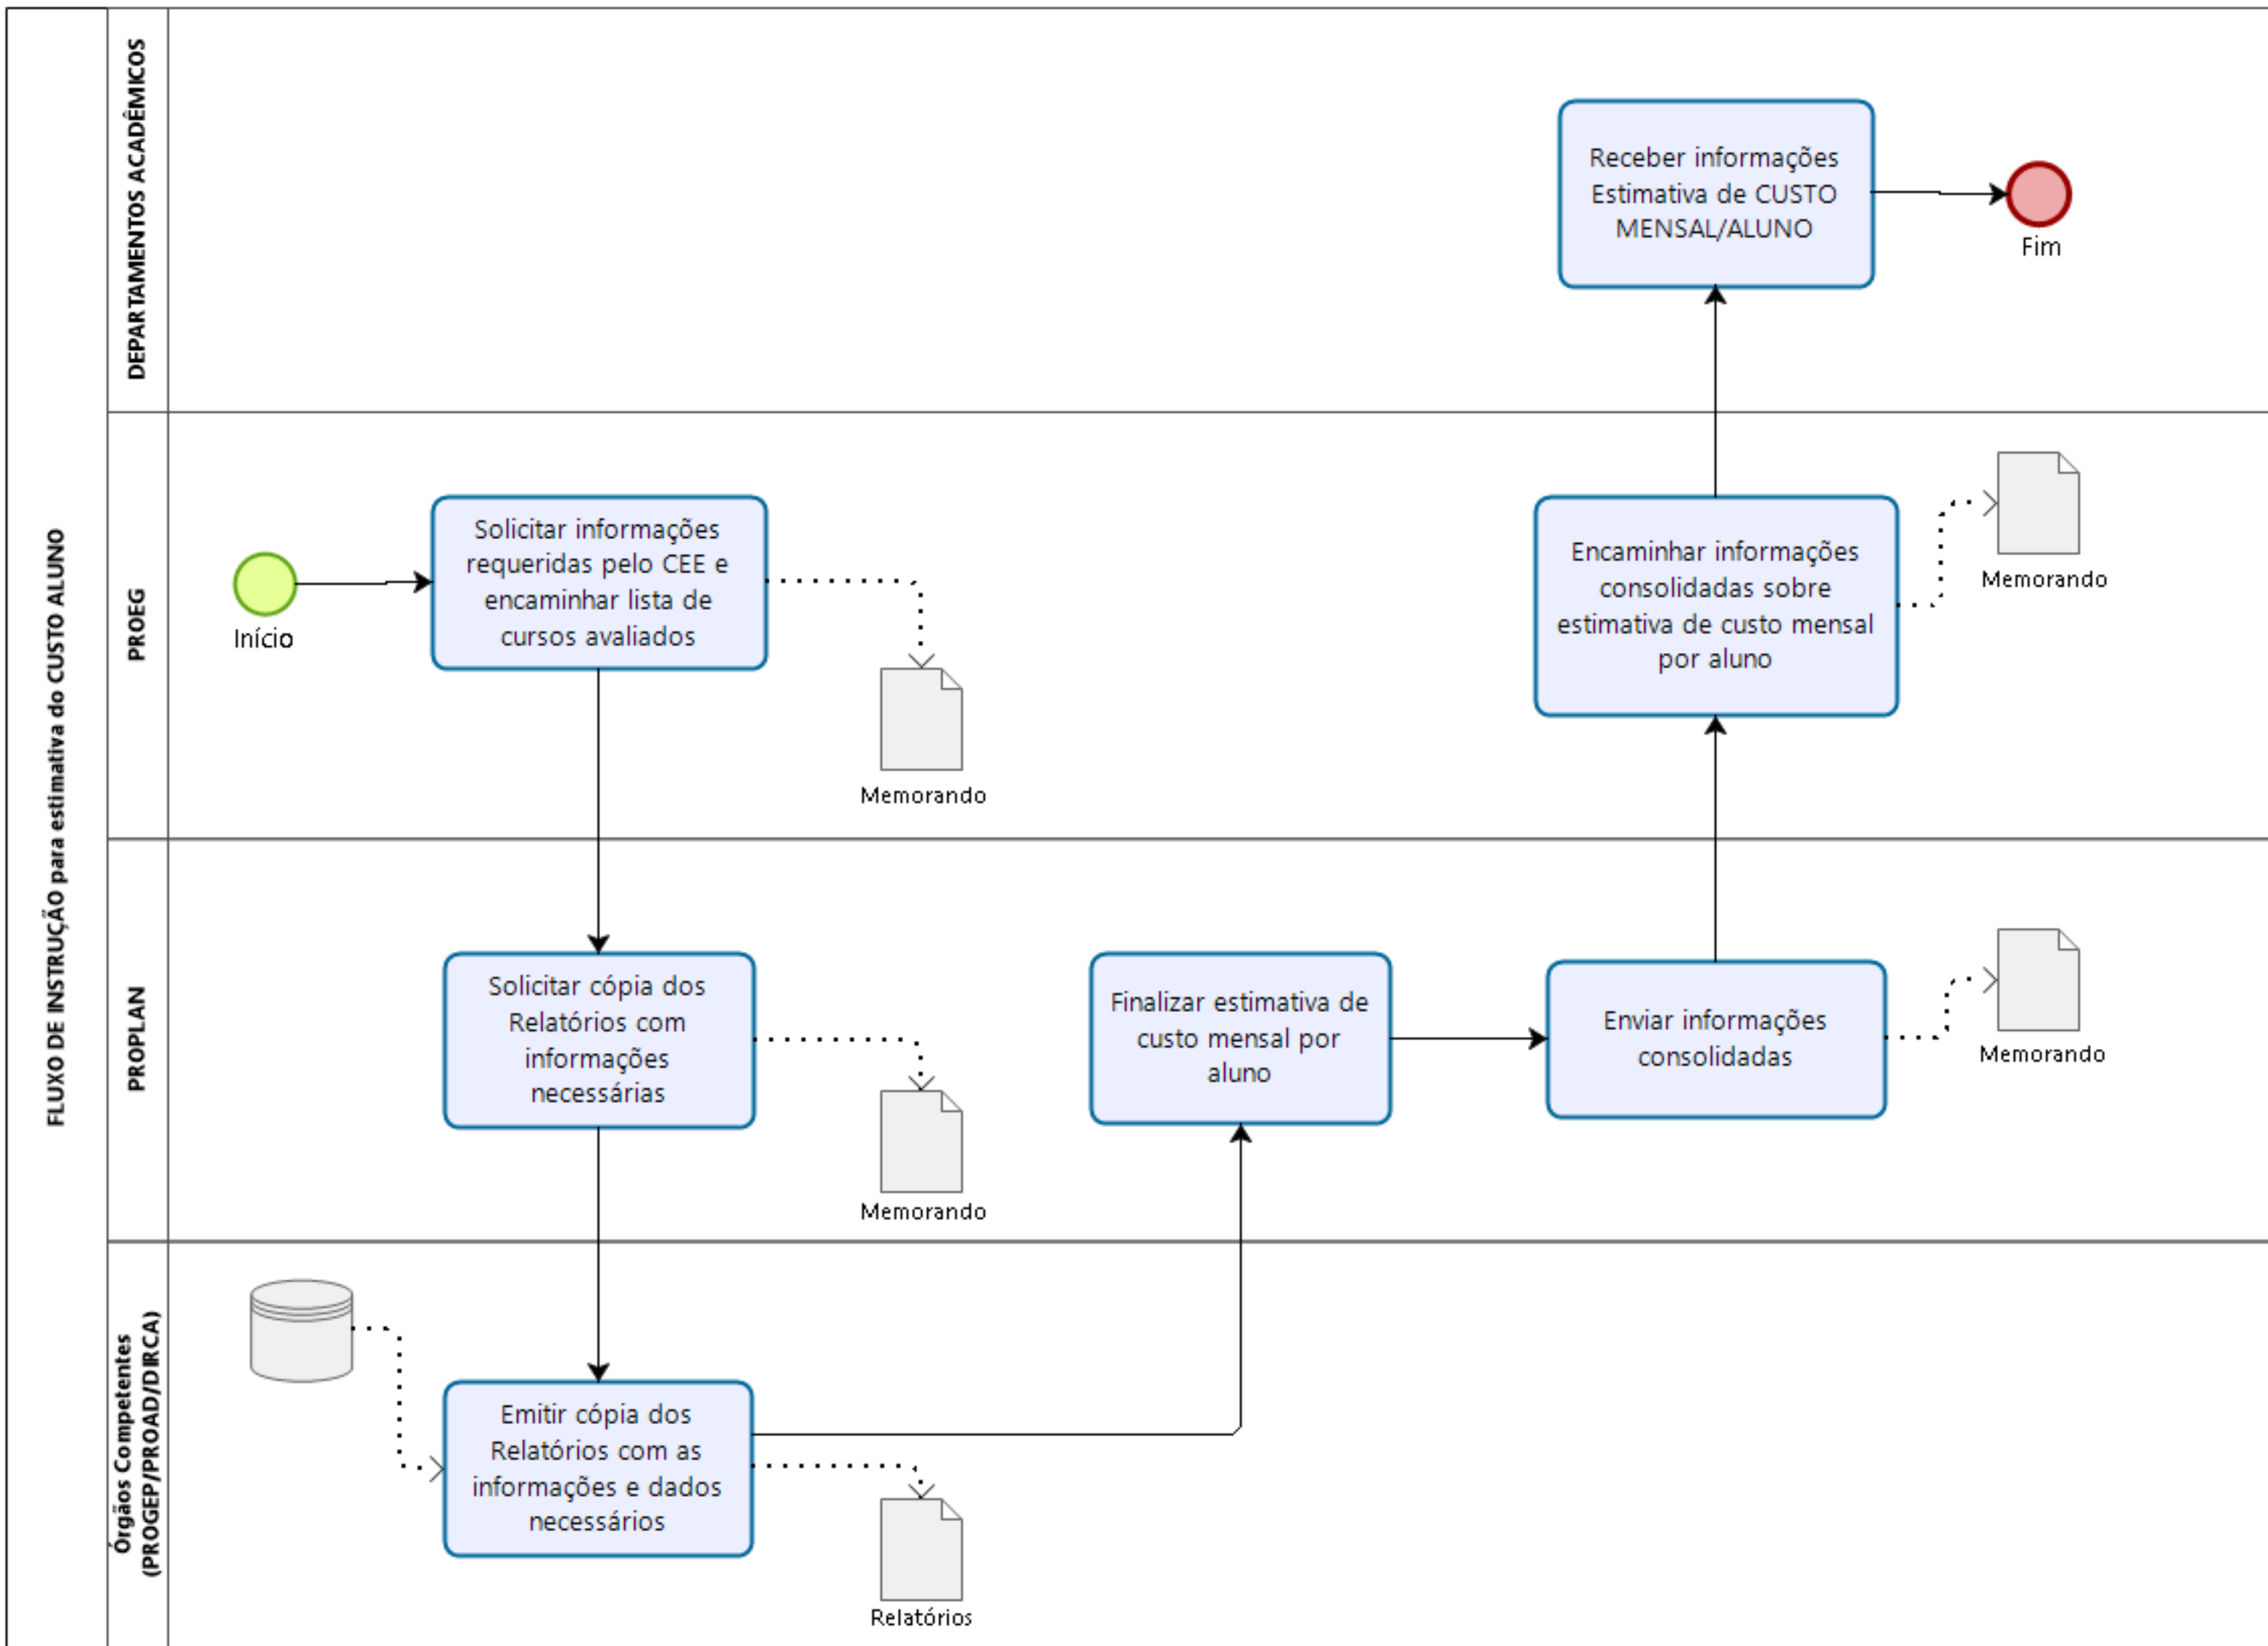 FLUXO DE INSTRUÇÃO para estimativa do CUSTO ALUNO
DEPARTAMENTOS ACADÊMICOS
Receber informações
Estimativa de CUSTO
MENSAL/ALUNO
Fim
PROEG
Início
Solicitar informações
requeridas pelo CEE e
encaminhar lista de
cursos avaliados
Memorando
Encaminhar informações
consolidadas sobre
estimativa de custo mensal
por aluno
Memorando
PROPLAN
Solicitar cópia dos
Relatórios com
informações
necessárias
Memorando
Finalizar estimativa de
custo mensal por
aluno
Enviar informações
consolidadas
Memorando
Órgãos Competentes
(PROGEP/PROAD/DIRCA)
Emitir cópia dos
Relatórios com as
informações e dados
necessários
Relatórios